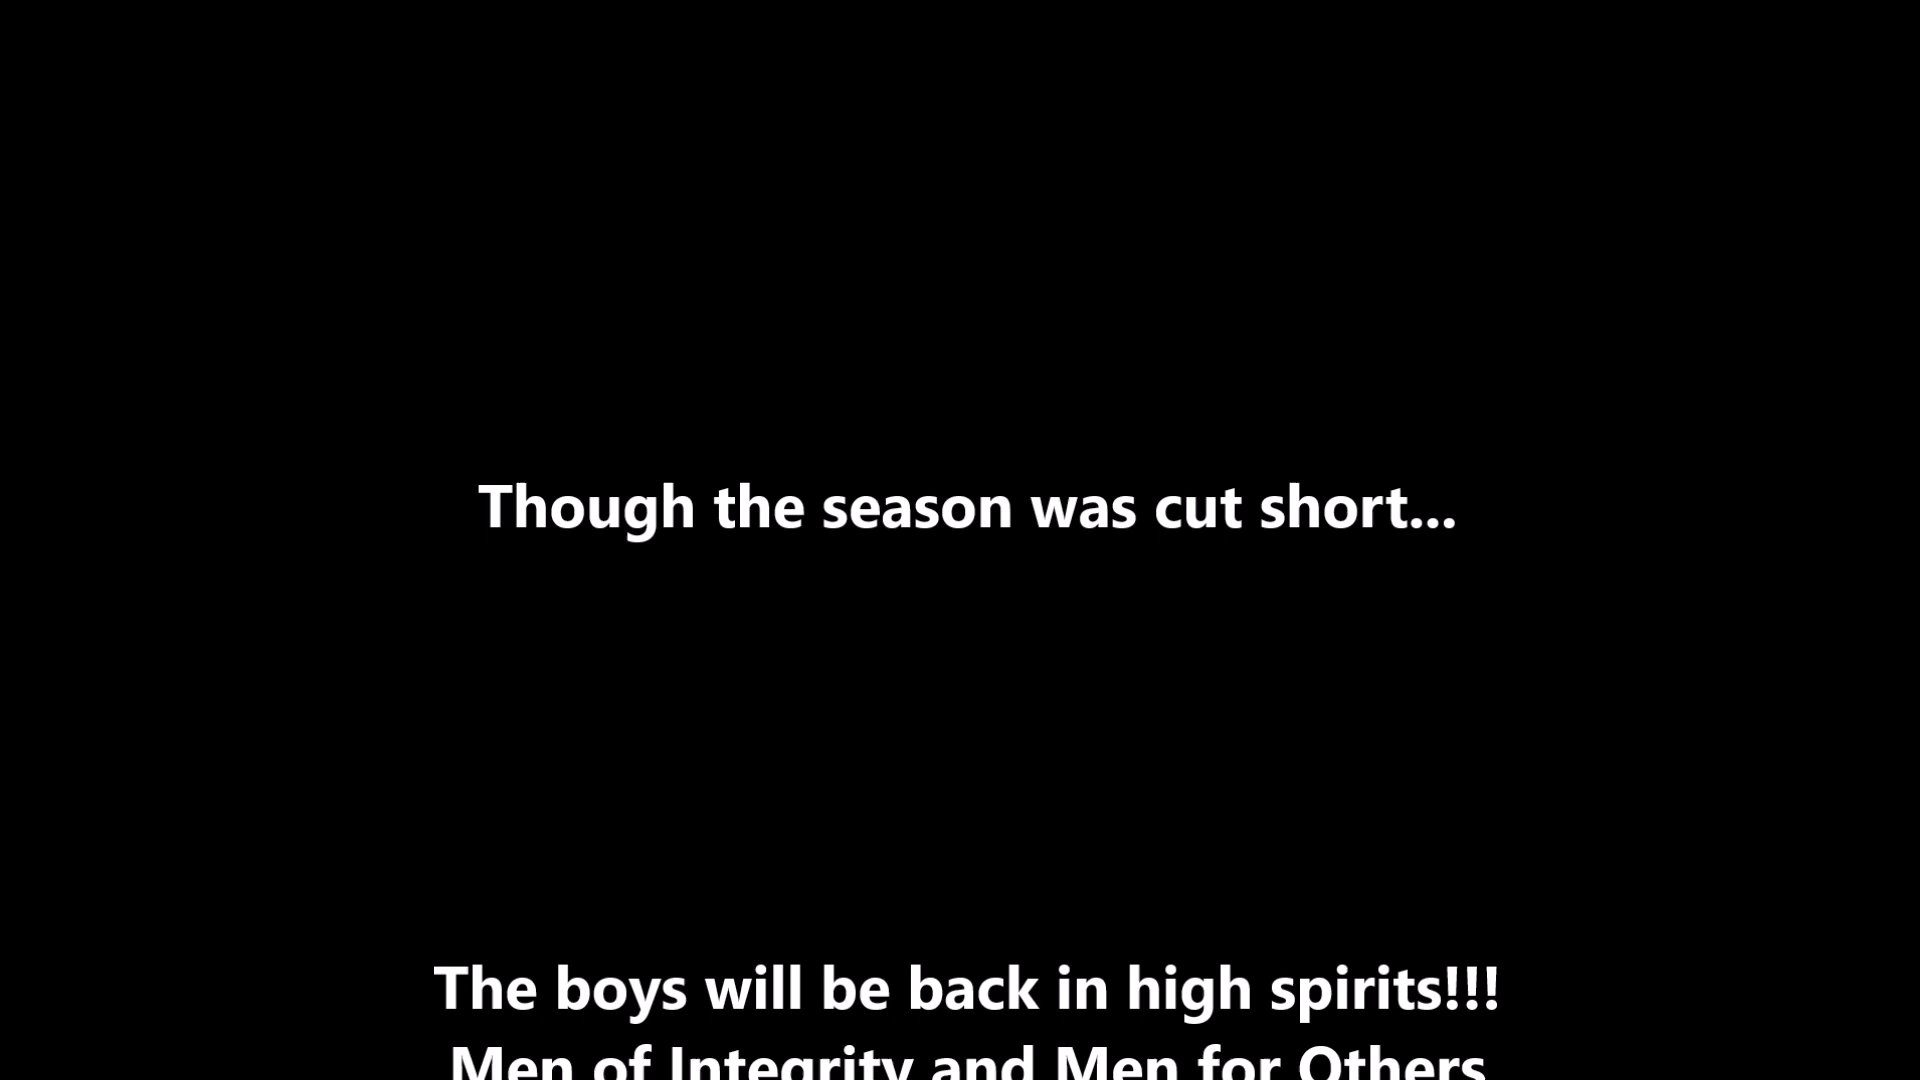 Though the season was cut short...
The boys will be back in high spirits!!!
Men of Integrity and Men for Others